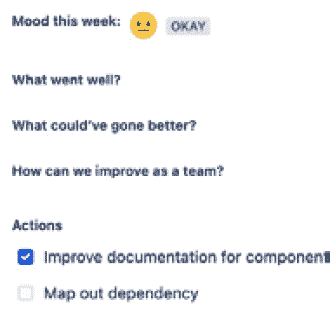 Mood this week: OKAY
What went well?
What could've gone better?
How can we improve as a team?
Actions
Improve documentation for component
Map out dependency